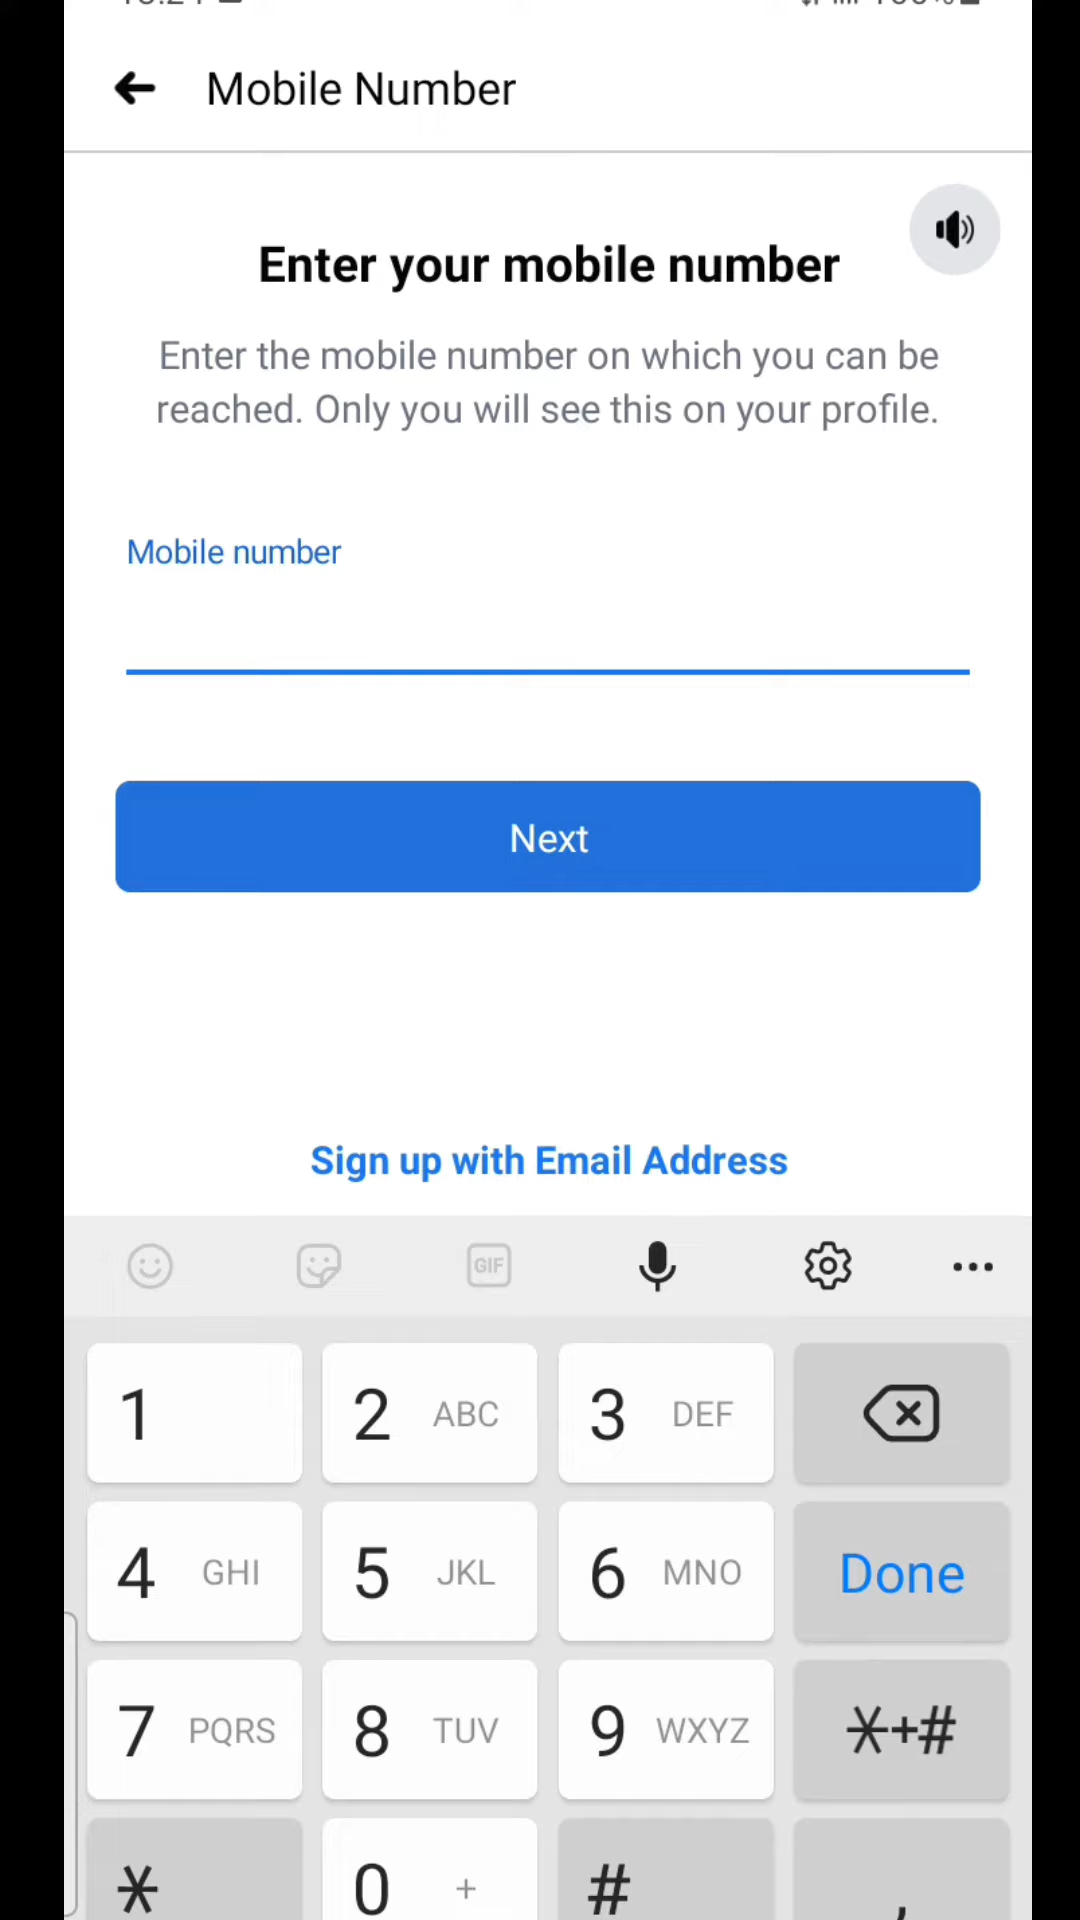 Mobile Number
Enter your mobile number
Enter the mobile number on which you can be
reached. Only you will see this on your profile.
Mobile number
Next
Sign up with Email Address
GIF
1
2 ABC
3 DEF
4 GHI
5 JKL
6 MNO
Done
7 PQRS
8 TUV
9 WXYZ
*+#
*
0 +
#
,